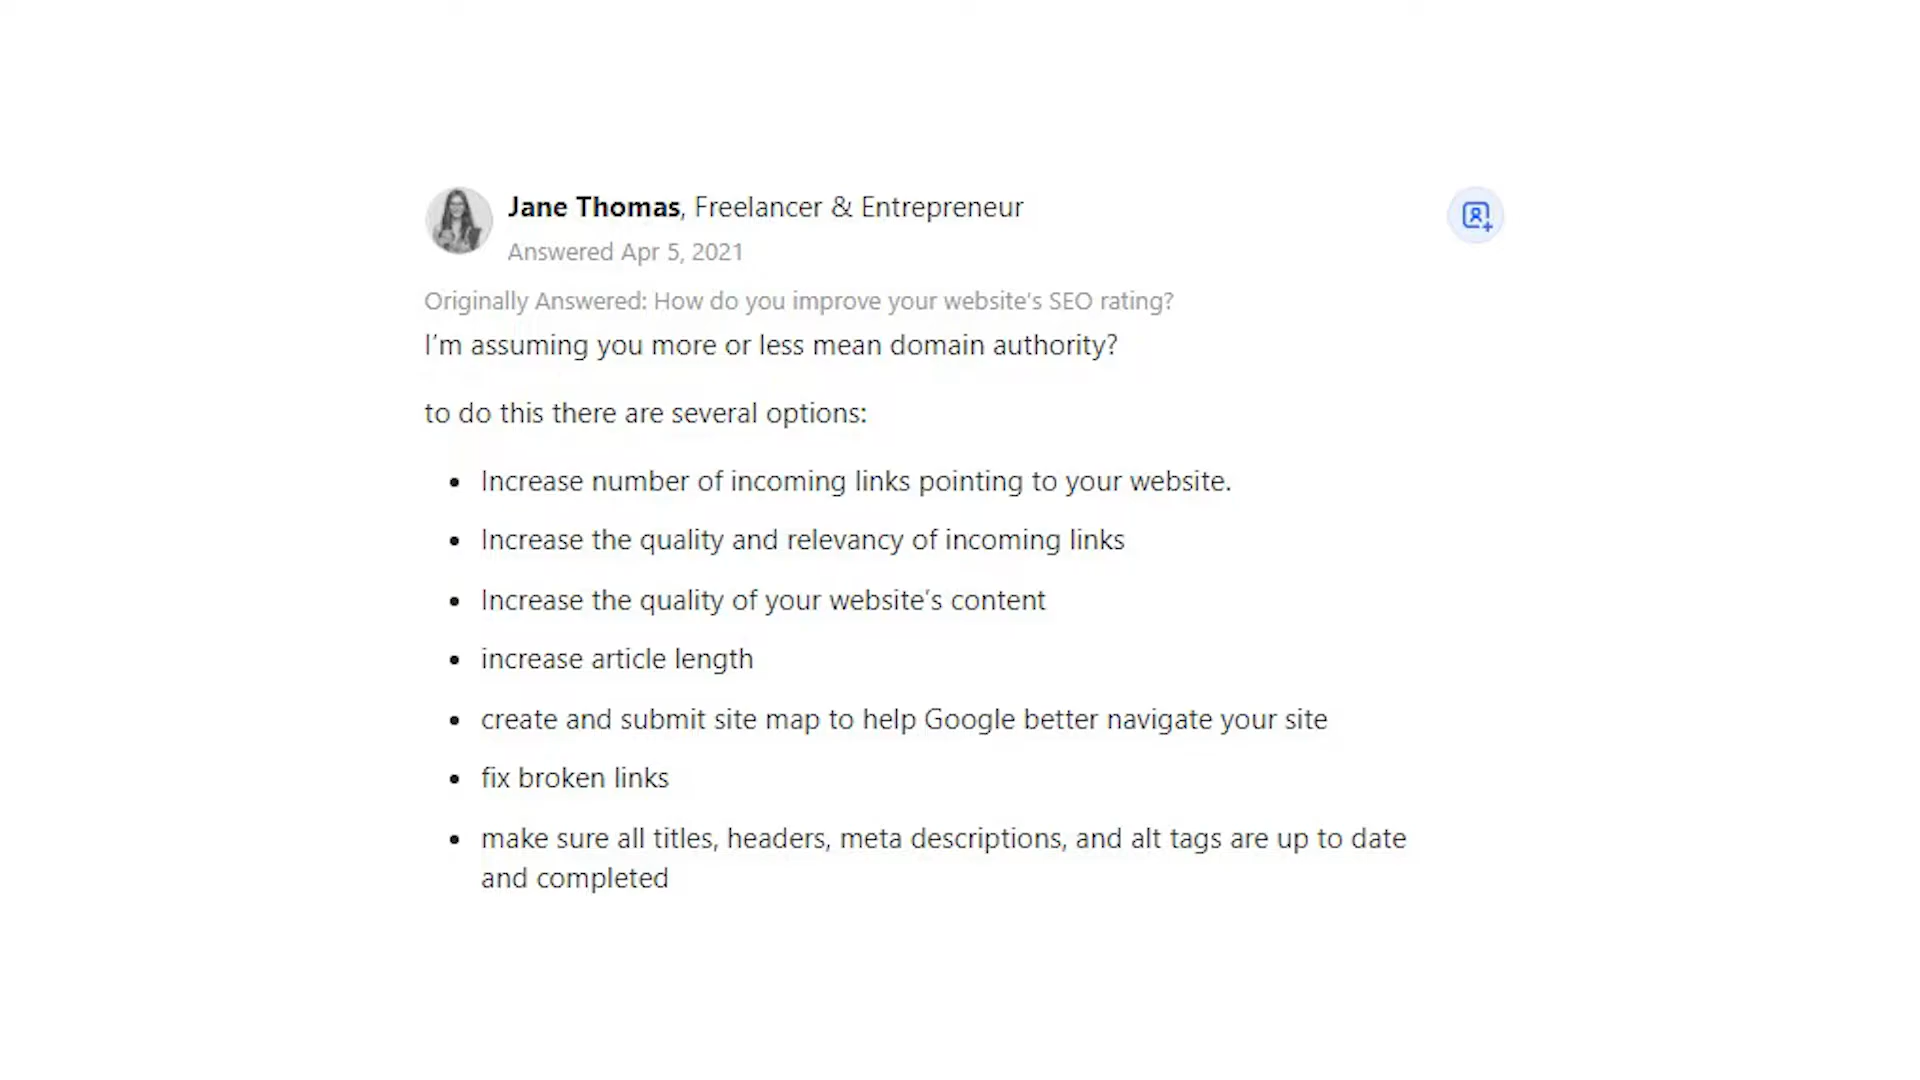 Jane Thomas, Freelancer & Entrepreneur
Answered Apr 5, 2021
Originally Answered: How do you improve your website's SEO rating?
I’m assuming you more or less mean domain authority?
to do this there are several options:
• Increase number of incoming links pointing to your website.
• Increase the quality and relevancy of incoming links
• Increase the quality of your website’s content
• increase article length
• create and submit site map to help Google better navigate your site
• fix broken links
• make sure all titles, headers, meta descriptions, and alt tags are up to date
and completed